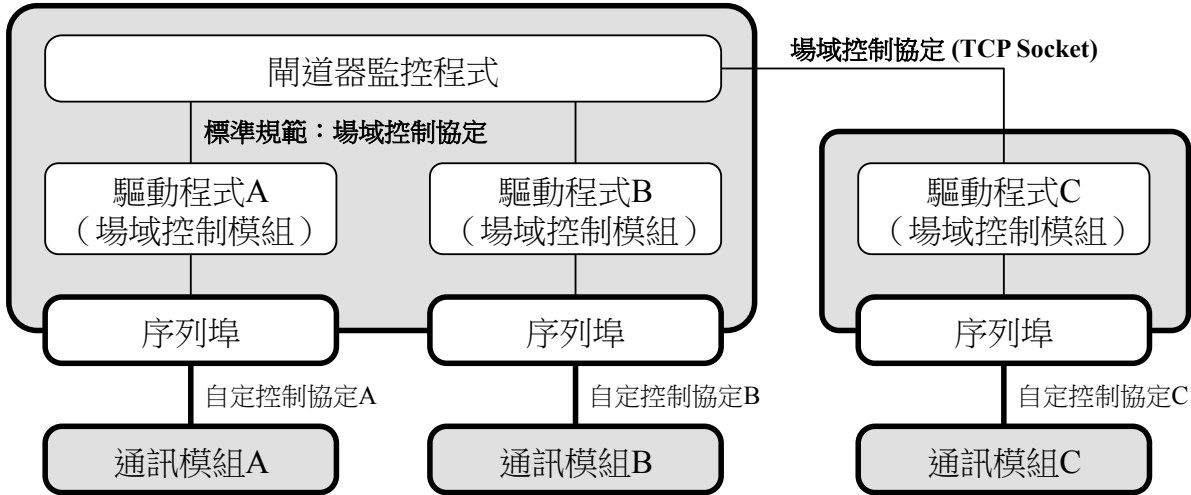 閘道器監控程式
場域控制協定 (TCP Socket)
標準規範：場域控制協定
驅動程式A
（場域控制模組）
驅動程式B
（場域控制模組）
驅動程式C
（場域控制模組）
序列埠
序列埠
序列埠
自定控制協定A
自定控制協定B
自定控制協定C
通訊模組A
通訊模組B
通訊模組C